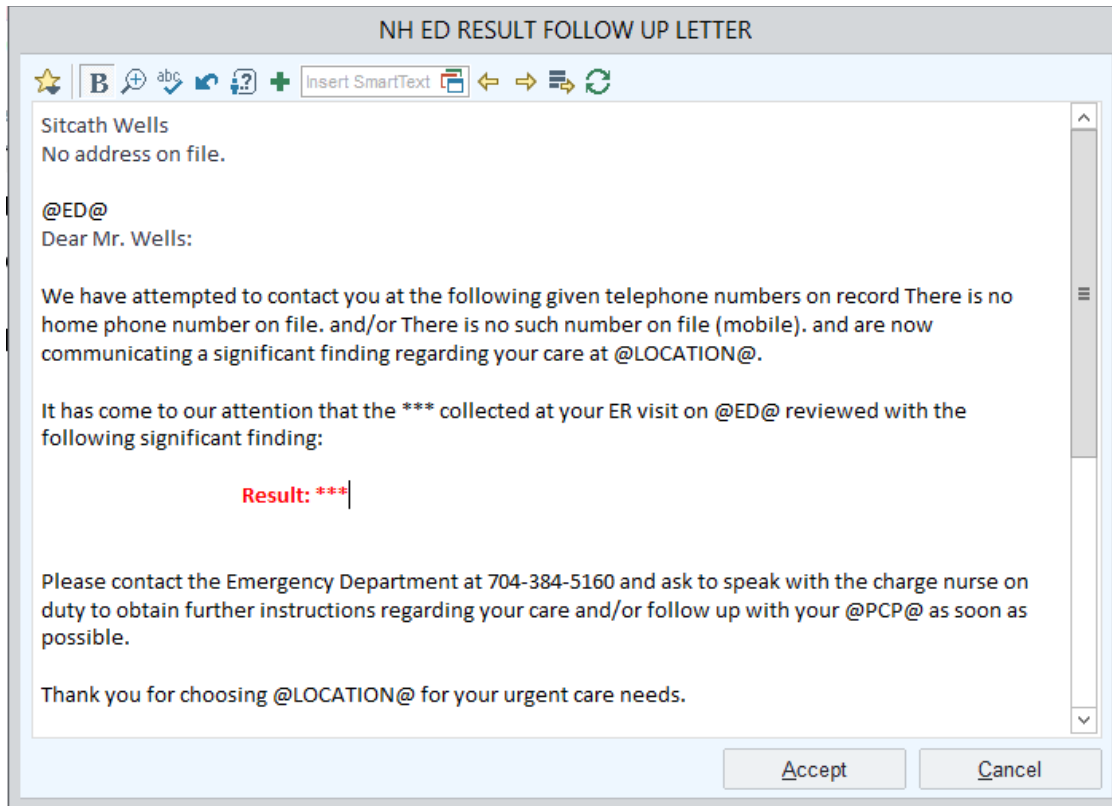 NH ED RESULT FOLLOW UP LETTER
B abc Insert SmartText
Sitcath Wells
No address on file.
@ED@
Dear Mr. Wells:
We have attempted to contact you at the following given telephone numbers on record There is no
home phone number on file. and/or There is no such number on file (mobile). and are now
communicating a significant finding regarding your care at @LOCATION@.
It has come to our attention that the *** collected at your ER visit on @ED@ reviewed with the
following significant finding:
Result: ***
Please contact the Emergency Department at 704-384-5160 and ask to speak with the charge nurse on
duty to obtain further instructions regarding your care and/or follow up with your @PCP@ as soon as
possible.
Thank you for choosing @LOCATION@ for your urgent care needs.
Accept Cancel